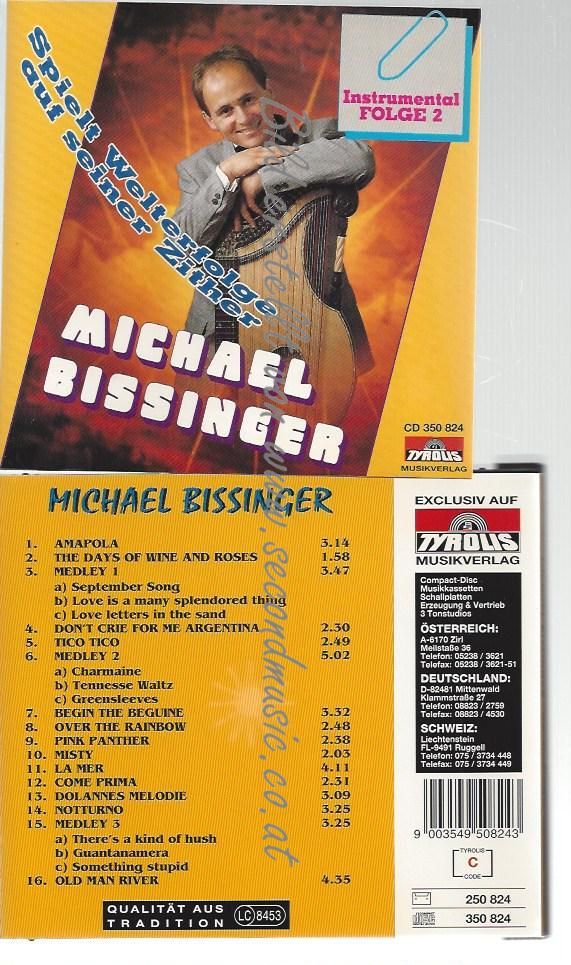 Instrumental
FOLGE 2
Spielt Welterfolge
auf seiner Zither
MICHAEL
BISSINGER
CD 350 824
TYROLIS
MUSIKVERLAG
MICHAEL BISSINGER
1. AMAPOLA 3.14
2. THE DAYS OF WINE AND ROSES 1.58
3. MEDLEY 1 3.47
a) September Song
b) Love is a many splendored thing
c) Love letters in the sand
4. DON'T CRIE FOR ME ARGENTINA 2.30
5. TICO TICO 2.49
6. MEDLEY 2 5.02
a) Charmaine
b) Tennesse Waltz
c) Greensleeves
7. BEGIN THE BEGUINE 3.32
8. OVER THE RAINBOW 2.48
9. PINK PANTHER 2.38
10. MISTY 2.03
11. LA MER 4.11
12. COME PRIMA 2.31
13. DOLANNES MELODIE 3.09
14. NOTTURNO 3.25
15. MEDLEY 3 3.25
a) There's a kind of hush
b) Guantanamera
c) Something stupid
16. OLD MAN RIVER 4.35
QUALITÄT AUS
TRADITION
LC 8453
EXCLUSIV AUF
TYROLIS
MUSIKVERLAG
Compact-Disc
Musikkassetten
Schallplatten
Erzeugung & Vertrieb
3 Tonstudios
ÖSTERREICH:
A-6170 Zirl
Meilstraße 36
Telefon: 05238 / 3621
Telefax: 05238 / 3621-51
DEUTSCHLAND:
D-82481 Mittenwald
Klammstraße 27
Telefon: 08823 / 2759
Telefax: 08823 / 4530
SCHWEIZ:
Liechtenstein
FL-9491 Ruggell
Telefon: 075 / 3734 448
Telefax: 075 / 3734 449
9 003549 508243
TYROLIS
C
CODE
250 824
350 824
von www.secondmusic.co.at